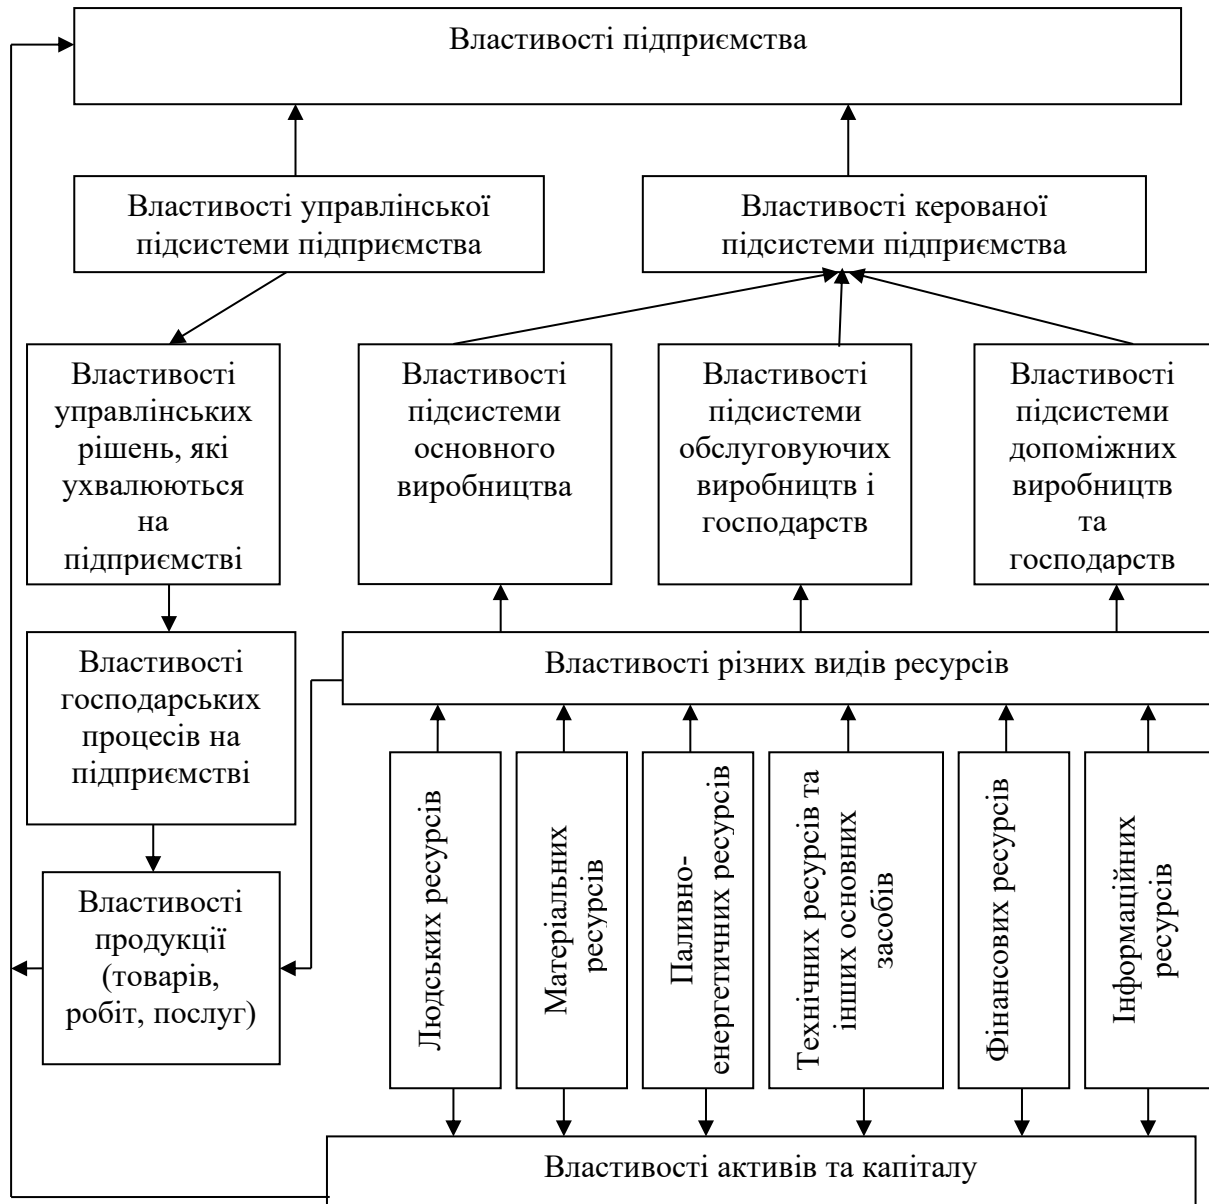 Властивості підприємства
Властивості управлінської
підсистеми підприємства
Властивості керованої
підсистеми підприємства
Властивості
управлінських
рішень, які
ухвалюються
на
підприємстві
Властивості
підсистеми
основного
виробництва
Властивості
підсистеми
обслуговуючих
виробництв і
господарств
Властивості
підсистеми
допоміжних
виробництв
та
господарств
Властивості
господарських
процесів на
підприємстві
Властивості різних видів ресурсів
Властивості
продукції
(товарів,
робіт, послуг)
Людських ресурсів
Матеріальних
ресурсів
Паливно-
енергетичних ресурсів
Технічних ресурсів та
інших основних
засобів
Фінансових ресурсів
Інформаційних
ресурсів
Властивості активів та капіталу